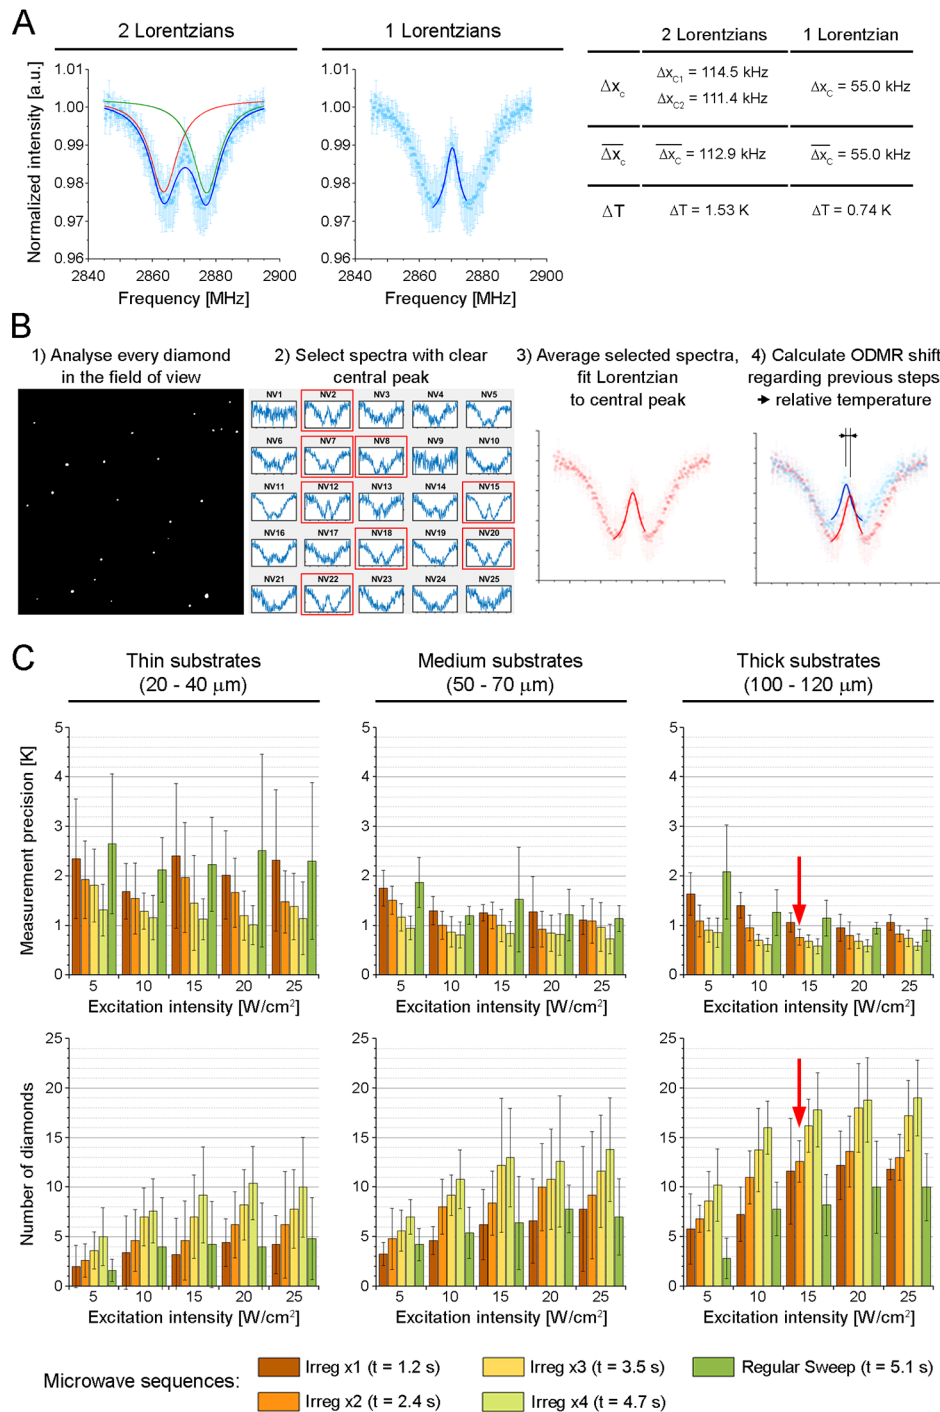 A
2 Lorentzians
1 Lorentzians
2 Lorentzians
1 Lorentzian
Normalized intensity [a.u.]
1.01
1.00
0.99
0.98
0.97
0.96
2840
2860
2880
2900
Frequency [MHz]
2840
2860
2880
2900
Frequency [MHz]
Δxc
Δxc1 = 114.5 kHz
Δxc2 = 111.4 kHz
Δxc = 55.0 kHz
Δxc
Δxc = 112.9 kHz
Δxc = 55.0 kHz
ΔT
ΔT = 1.53 K
ΔT = 0.74 K
B
1) Analyse every diamond
in the field of view
2) Select spectra with clear
central peak
3) Average selected spectra,
fit Lorentzian
to central peak
4) Calculate ODMR shift
regarding previous steps
relative temperature
NV1 NV2 NV3 NV4 NV5
NV6 NV7 NV8 NV9 NV10
NV11 NV12 NV13 NV14 NV15
NV16 NV17 NV18 NV19 NV20
NV21 NV22 NV23 NV24 NV25
C
Thin substrates
(20 - 40 μm)
Medium substrates
(50 - 70 μm)
Thick substrates
(100 - 120 μm)
Measurement precision [K]
5
4
3
2
1
0
5 10 15 20 25
Excitation intensity [W/cm²]
5
4
3
2
1
0
5 10 15 20 25
Excitation intensity [W/cm²]
5
4
3
2
1
0
5 10 15 20 25
Excitation intensity [W/cm²]
Number of diamonds
25
20
15
10
5
0
5 10 15 20 25
Excitation intensity [W/cm²]
25
20
15
10
5
0
5 10 15 20 25
Excitation intensity [W/cm²]
25
20
15
10
5
0
5 10 15 20 25
Excitation intensity [W/cm²]
Microwave sequences:
Irreg x1 (t = 1.2 s)
Irreg x3 (t = 3.5 s)
Regular Sweep (t = 5.1 s)
Irreg x2 (t = 2.4 s)
Irreg x4 (t = 4.7 s)